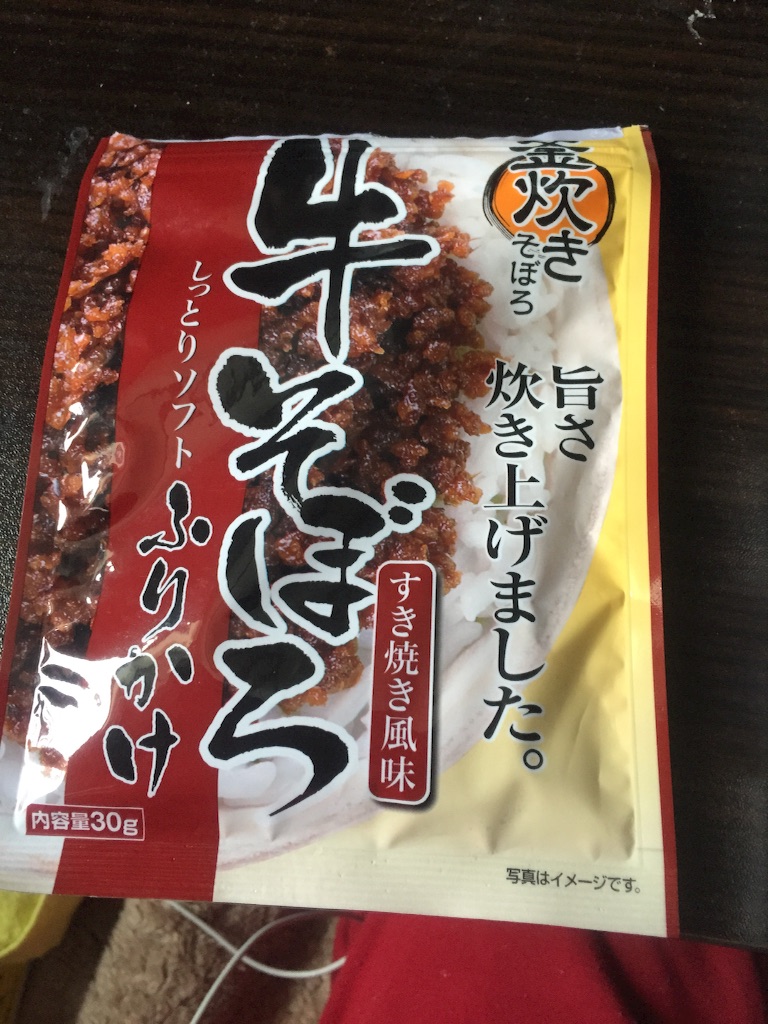 釜炊き
そぼろ
旨さ
炊き上げました。
牛そぼろ
すき焼き風味
しっとりソフト
ふりかけ
内容量30g
写真はイメージです。